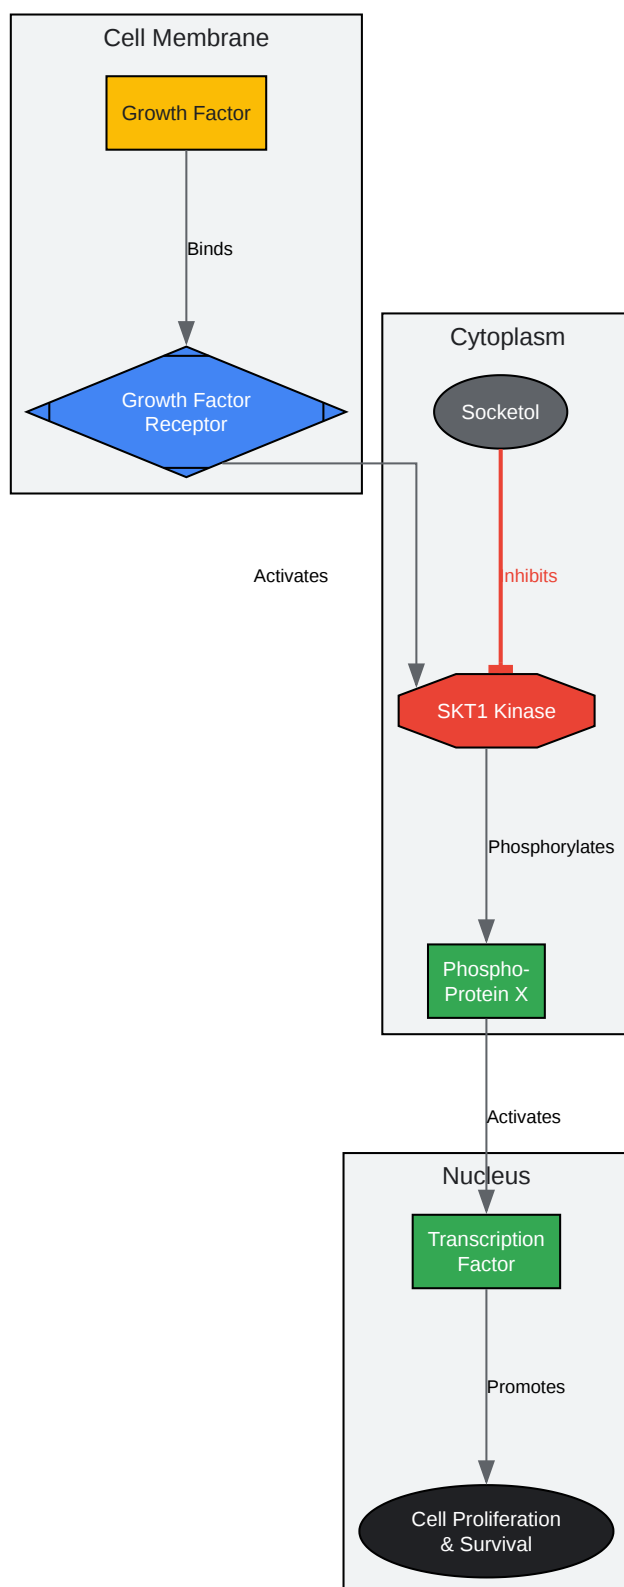 Cell Membrane
Growth Factor
Binds
Growth Factor
Receptor
Cytoplasm
Socketol
Activates
Inhibits
SKT1 Kinase
Phosphorylates
Phospho-
Protein X
Activates
Nucleus
Transcription
Factor
Promotes
Cell Proliferation
& Survival